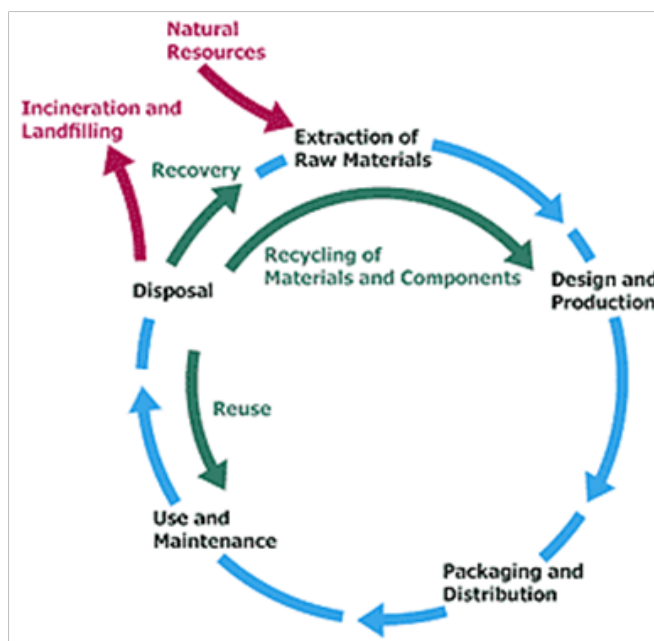 Natural
Resources
Incineration and
Landfilling
Extraction of
Raw Materials
Recovery
Recycling of
Materials and Components
Disposal
Design and
Production
Reuse
Use and
Maintenance
Packaging and
Distribution